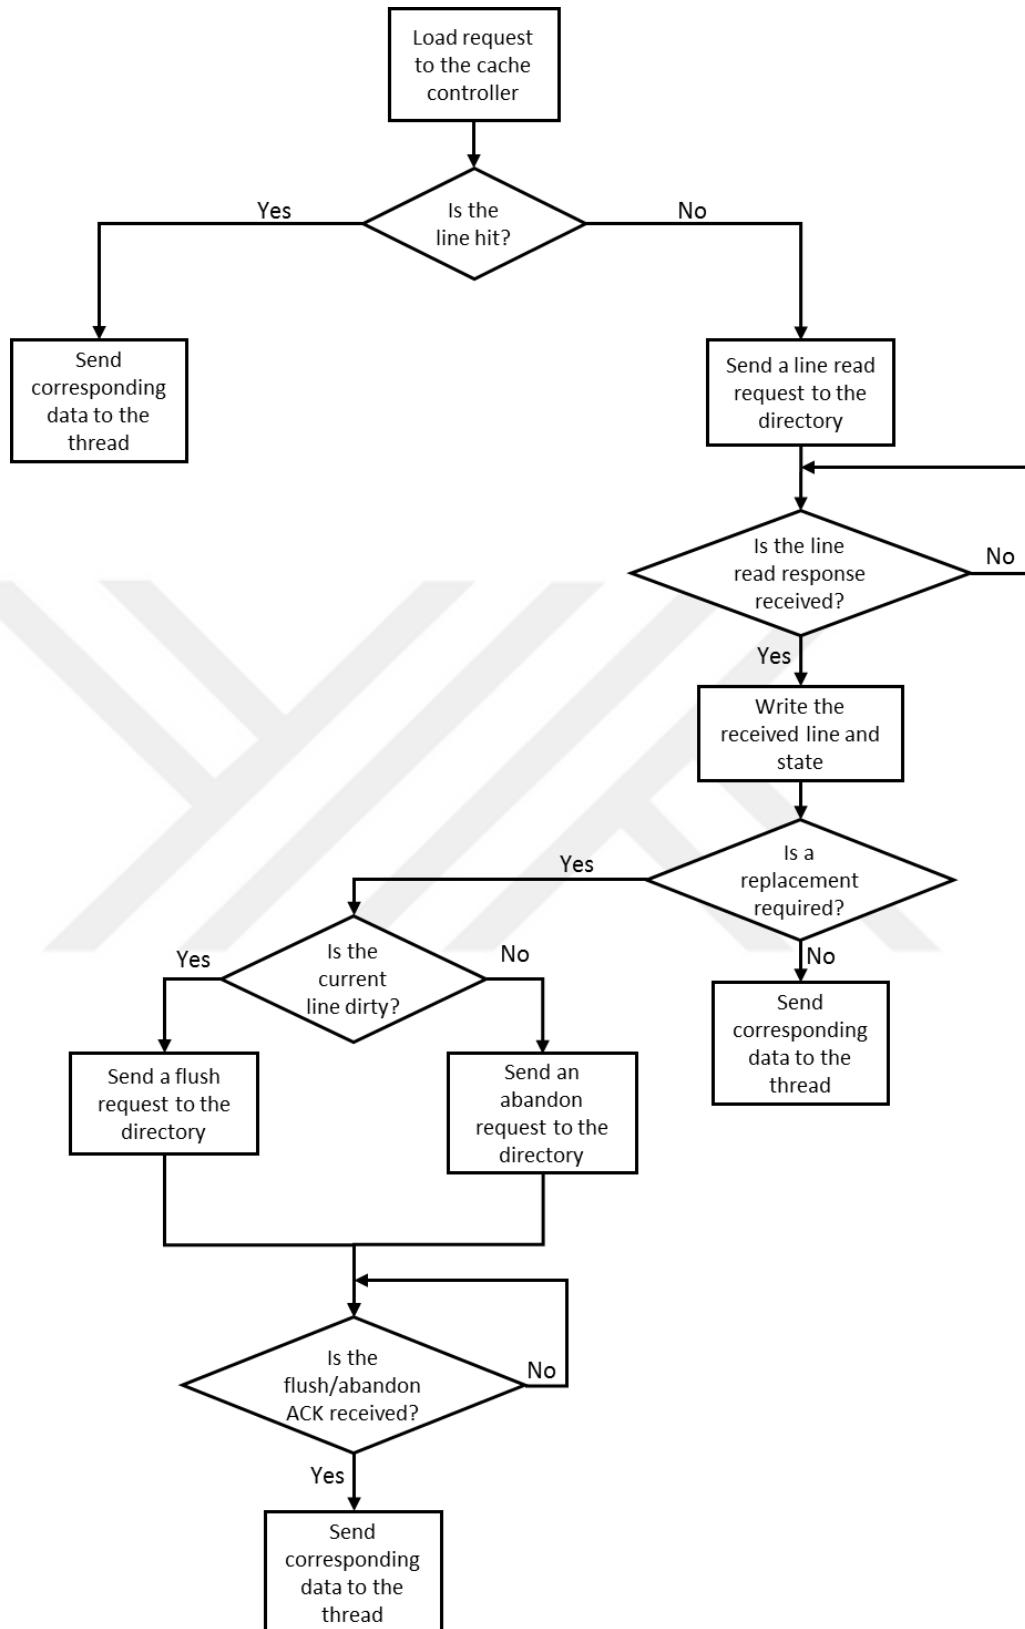 Load request
to the cache
controller
Is the
line hit?
Yes
No
Send
corresponding
data to the
thread
Send a line read
request to the
directory
Is the line
read response
received?
No
Yes
Write the
received line and
state
Is a
replacement
required?
Yes
No
Send
corresponding
data to the
thread
Is the
current
line dirty?
Yes
No
Send a flush
request to the
directory
Send an
abandon
request to the
directory
Is the
flush/abandon
ACK received?
No
Yes
Send
corresponding
data to the
thread